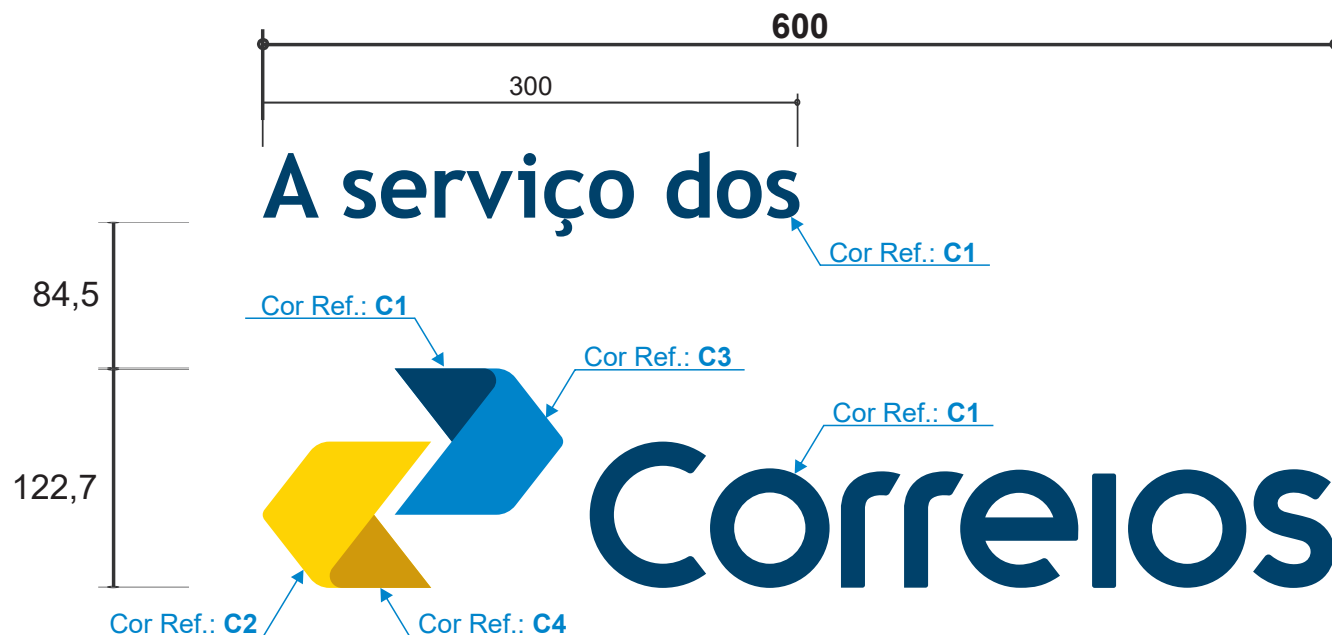 600
300
A serviço dos
Cor Ref.: C1
84,5
Cor Ref.: C1
Cor Ref.: C3
Cor Ref.: C1
122,7
Correios
Cor Ref.: C2
Cor Ref.: C4